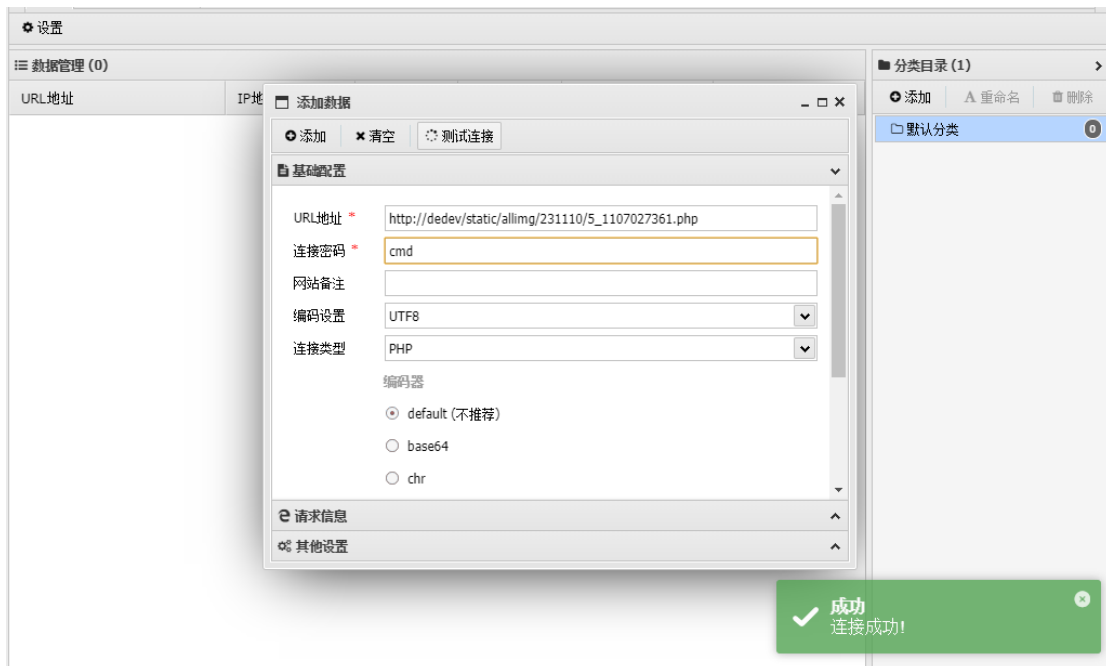 设置
数据管理 (0)
分类目录 (1)
URL地址
IP地
添加数据
添加
重命名
删除
添加
清空
测试连接
默认分类
0
基础配置
URL地址 *
http://dedev/static/allimg/231110/5_1107027361.php
连接密码 *
cmd
网站备注
编码设置
UTF8
连接类型
PHP
编码器
default (不推荐)
base64
chr
请求信息
其他设置
成功
连接成功!